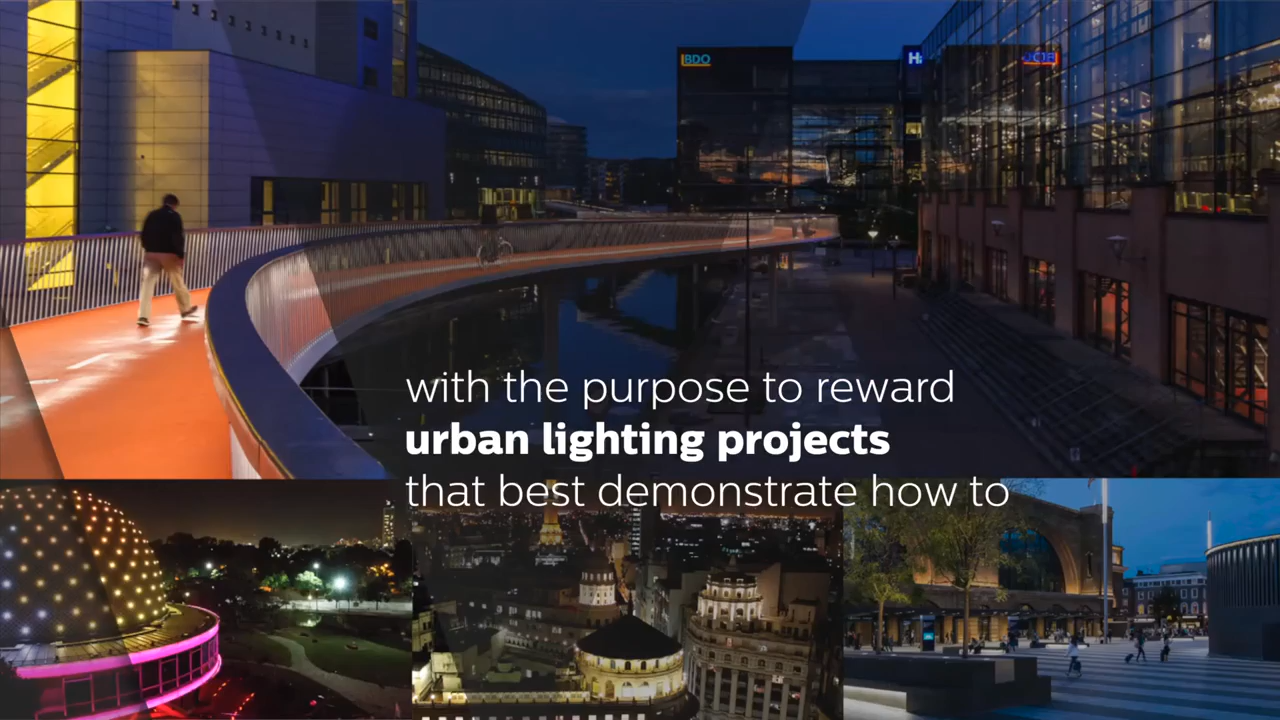 BDO
with the purpose to reward
urban lighting projects
that best demonstrate how to